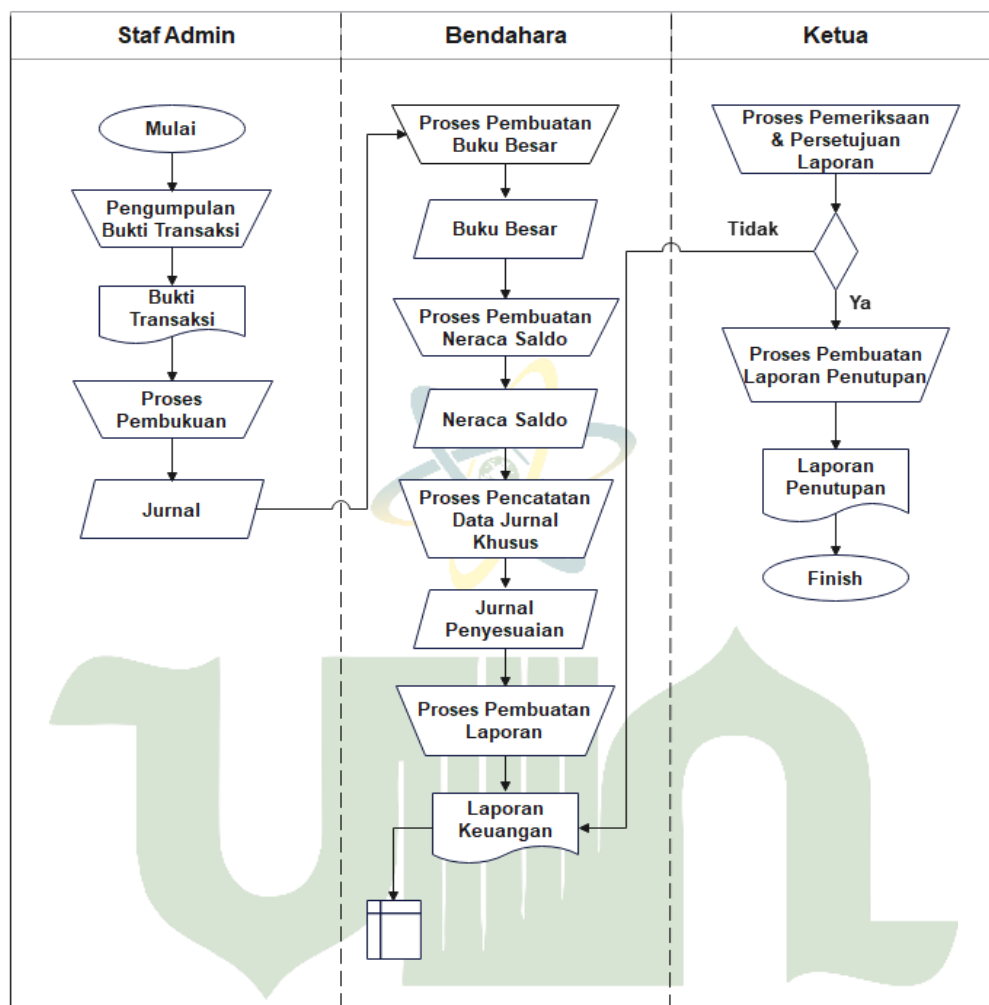 Staf Admin
Bendahara
Ketua
Mulai
Pengumpulan
Bukti Transaksi
Bukti
Transaksi
Proses
Pembukuan
Jurnal
Proses Pembuatan
Buku Besar
Buku Besar
Proses Pembuatan
Neraca Saldo
Neraca Saldo
Proses Pencatatan
Data Jurnal
Khusus
Jurnal
Penyesuaian
Proses Pembuatan
Laporan
Laporan
Keuangan
Proses Pemeriksaan
& Persetujuan
Laporan
Tidak
Ya
Proses Pembuatan
Laporan Penutupan
Laporan
Penutupan
Finish